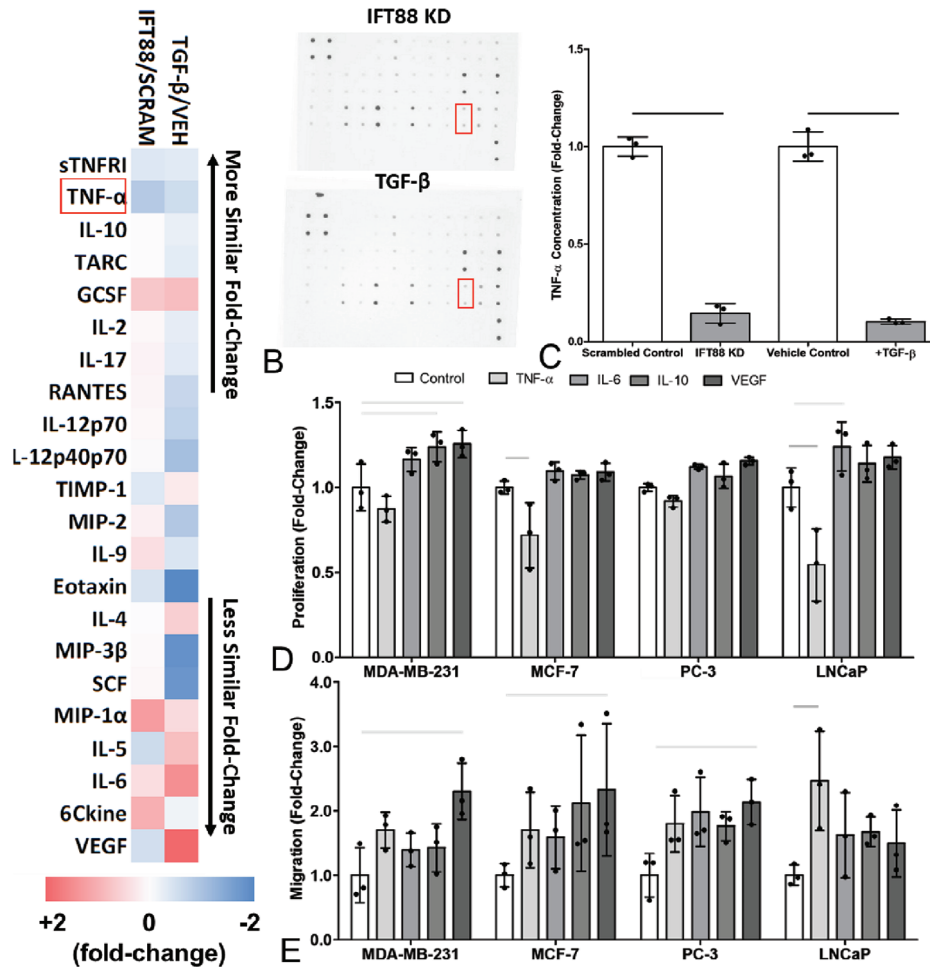 IFT88/SCRAM
TGF-β/VEH
sTNFRI
TNF-α
IL-10
TARC
GCSF
IL-2
IL-17
RANTES
IL-12p70
L-12p40p70
TIMP-1
MIP-2
IL-9
Eotaxin
IL-4
MIP-3β
SCF
MIP-1α
IL-5
IL-6
6Ckine
VEGF
More Similar Fold-Change
Less Similar Fold-Change
+2 0 -2
(fold-change)
IFT88 KD
TGF-β
B
TNF-α Concentration (Fold-Change)
1.5
1.0
0.5
0.0
Scrambled Control IFT88 KD Vehicle Control +TGF-β
C
Control TNF-α IL-6 IL-10 VEGF
Proliferation (Fold-Change)
1.5
1.0
0.5
0.0
MDA-MB-231 MCF-7 PC-3 LNCaP
D
Migration (Fold-Change)
4.0
3.0
2.0
1.0
0.0
MDA-MB-231 MCF-7 PC-3 LNCaP
E